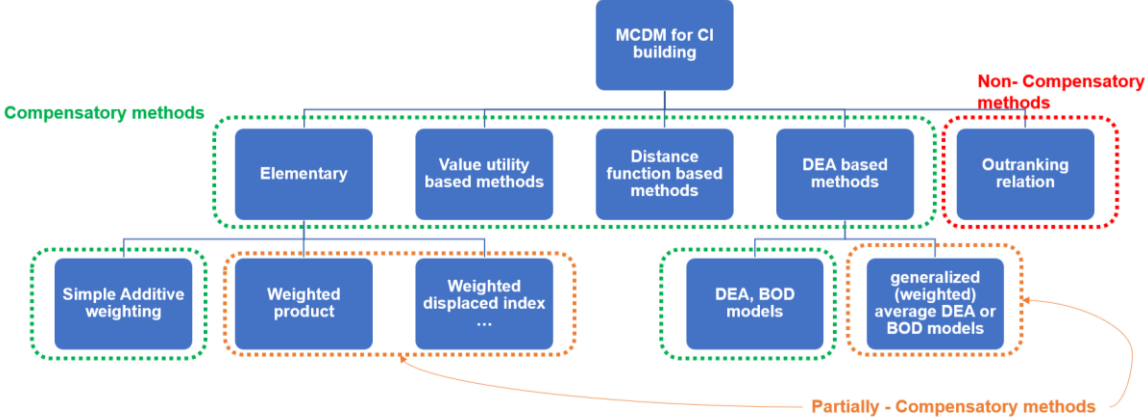 MCDM for CI
building
Non- Compensatory
methods
Compensatory methods
Elementary
Value utility
based methods
Distance
function based
methods
DEA based
methods
Outranking
relation
Simple Additive
weighting
Weighted
product
Weighted
displaced index
...
DEA, BOD
models
generalized
(weighted)
average DEA or
BOD models
Partially - Compensatory methods